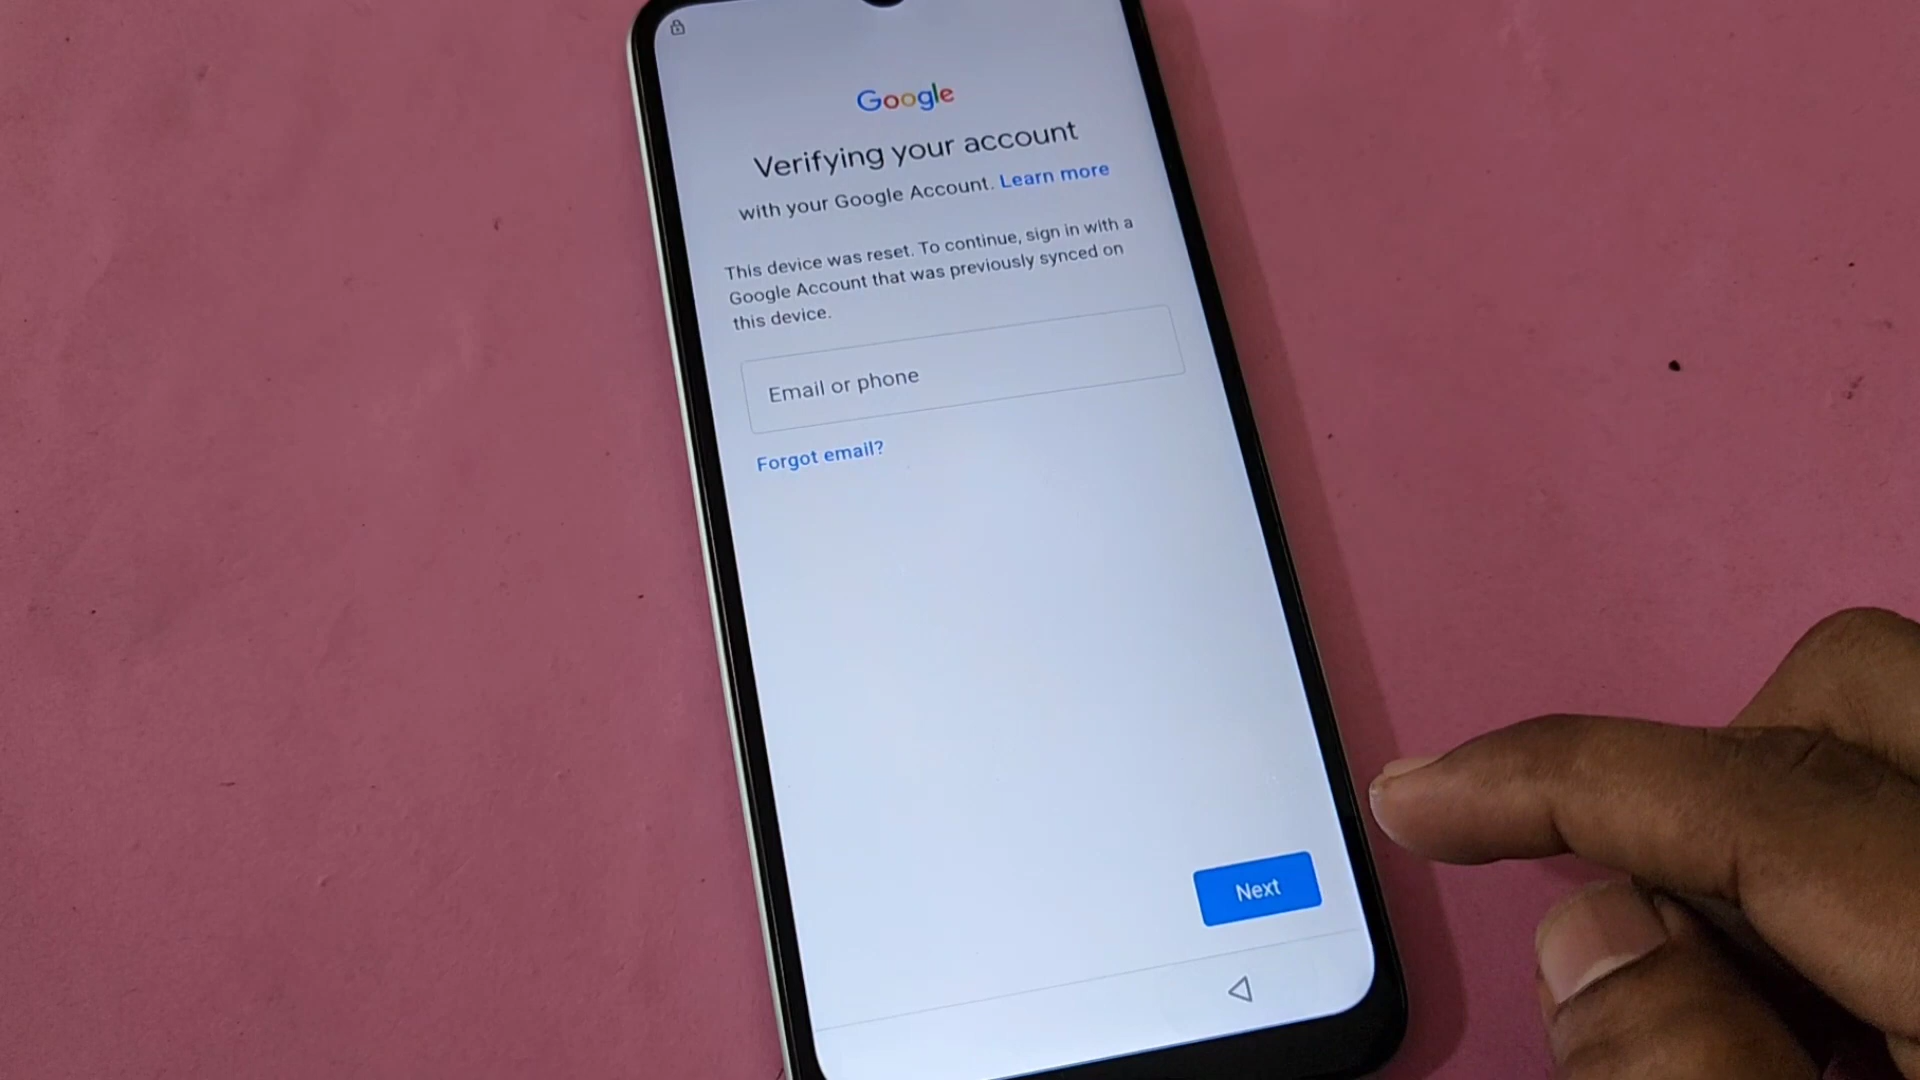 Google
Verifying your account
with your Google Account. Learn more
This device was reset. To continue, sign in with a
Google Account that was previously synced on
this device.
Email or phone
Forgot email?
Next